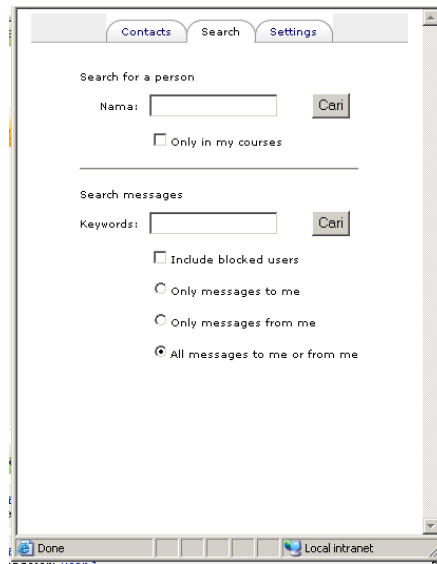 Contacts Search Settings
Search for a person
Nama: Cari
Only in my courses
Search messages
Keywords: Cari
Include blocked users
Only messages to me
Only messages from me
All messages to me or from me
Done Local intranet